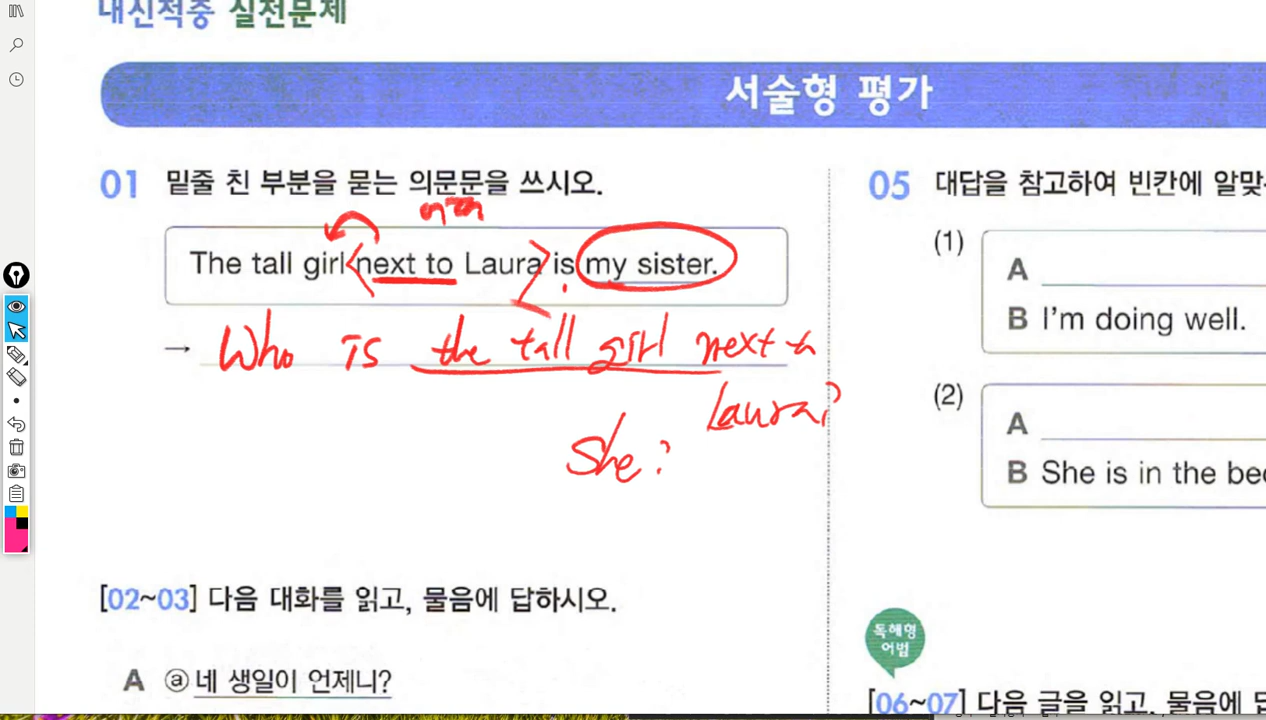 내신적중 실전문제
서술형 평가
01 밑줄 친 부분을 묻는 의문문을 쓰시오.
The tall girl next to Laura is my sister.
→ Who is the tall girl next to
Laura?
She?
[02~03] 다음 대화를 읽고, 물음에 답하시오.
A ⓐ 네 생일이 언제니?
05 대답을 참고하여 빈칸에 알맞
(1)
A
B I'm doing well.
(2)
A
B She is in the be
독해형
어법
[06~07] 다음 글을 읽고, 물음에